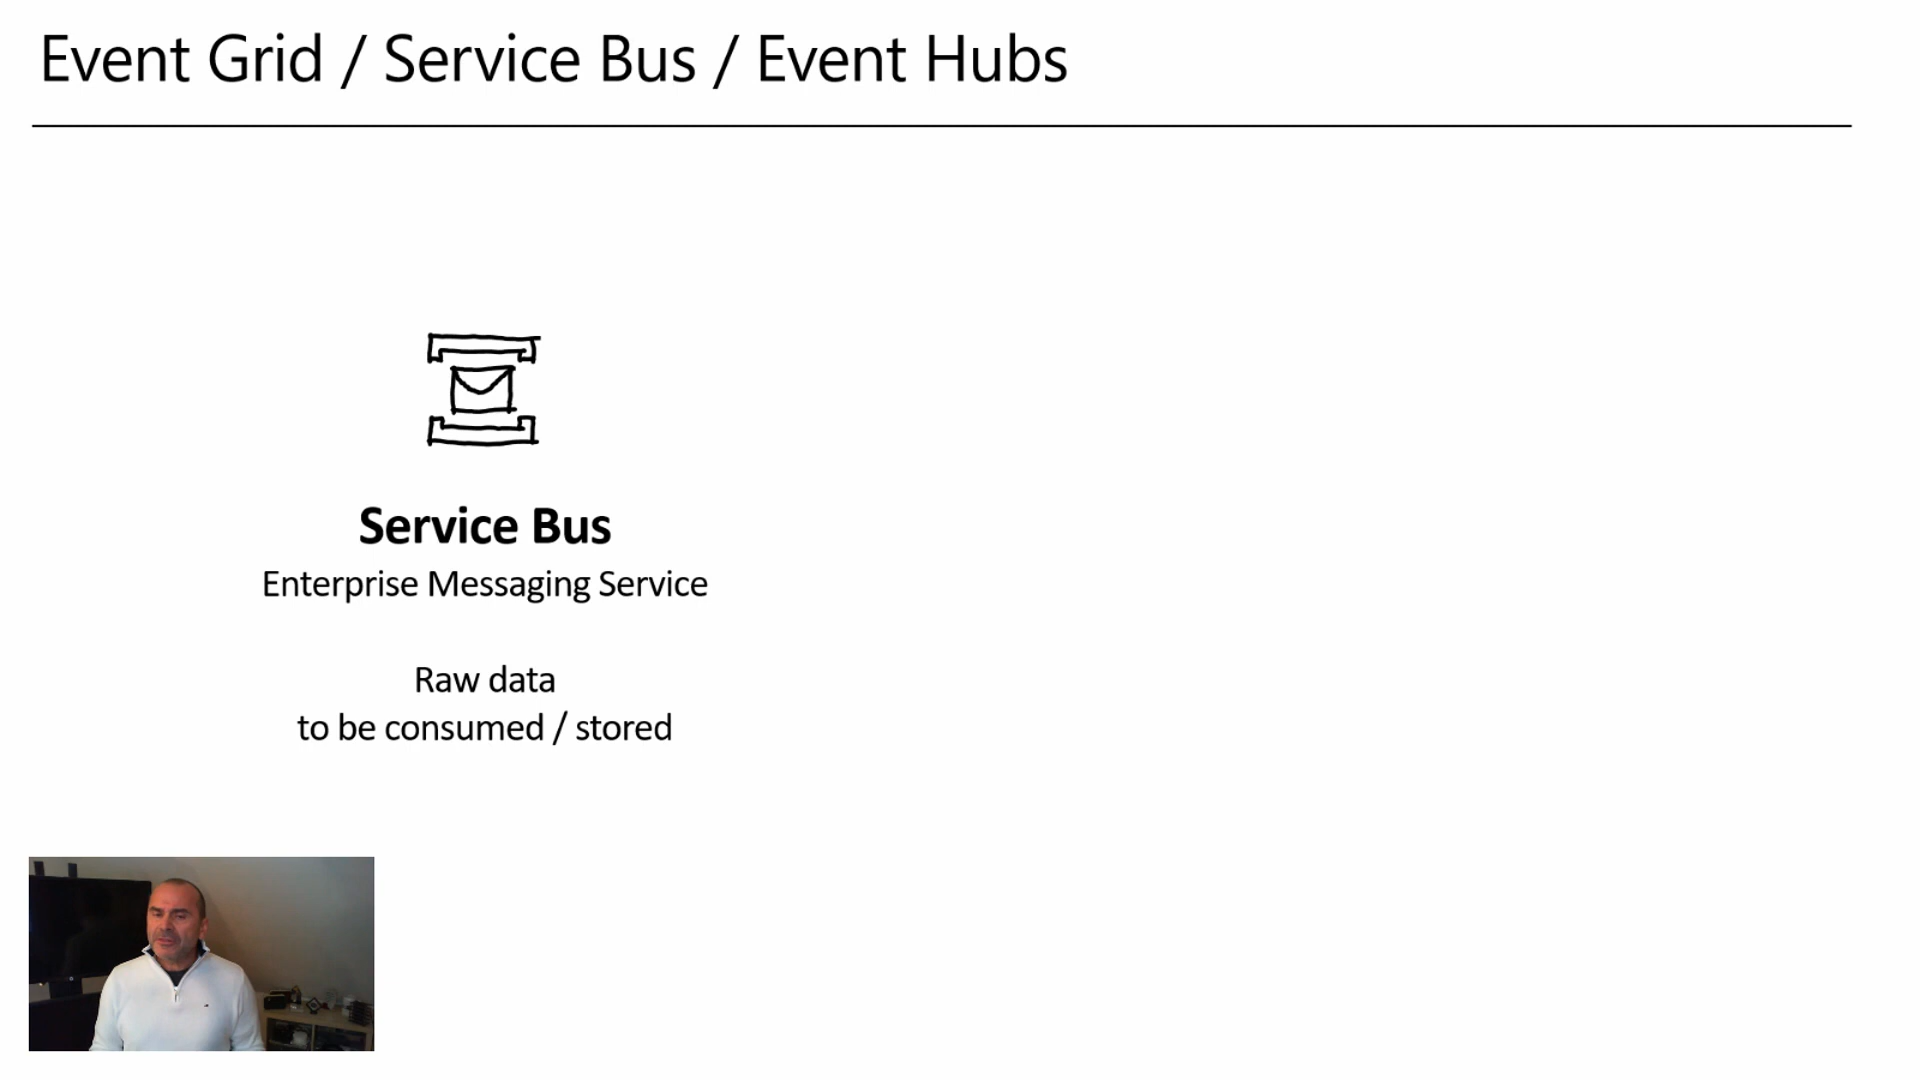 Event Grid / Service Bus / Event Hubs
Service Bus
Enterprise Messaging Service
Raw data
to be consumed / stored